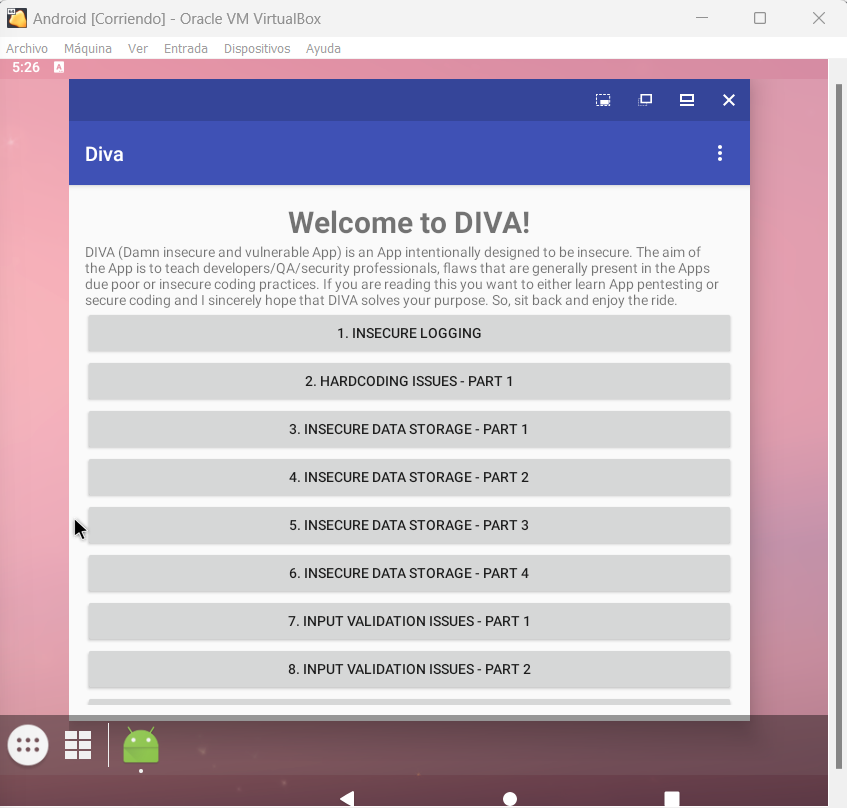 Android [Corriendo] - Oracle VM VirtualBox
Archivo Máquina Ver Entrada Dispositivos Ayuda
5:26 A
Diva
Welcome to DIVA!
DIVA (Damn insecure and vulnerable App) is an App intentionally designed to be insecure. The aim of
the App is to teach developers/QA/security professionals, flaws that are generally present in the Apps
due poor or insecure coding practices. If you are reading this you want to either learn App pentesting or
secure coding and I sincerely hope that DIVA solves your purpose. So, sit back and enjoy the ride.
1. INSECURE LOGGING
2. HARDCODING ISSUES - PART 1
3. INSECURE DATA STORAGE - PART 1
4. INSECURE DATA STORAGE - PART 2
5. INSECURE DATA STORAGE - PART 3
6. INSECURE DATA STORAGE - PART 4
7. INPUT VALIDATION ISSUES - PART 1
8. INPUT VALIDATION ISSUES - PART 2